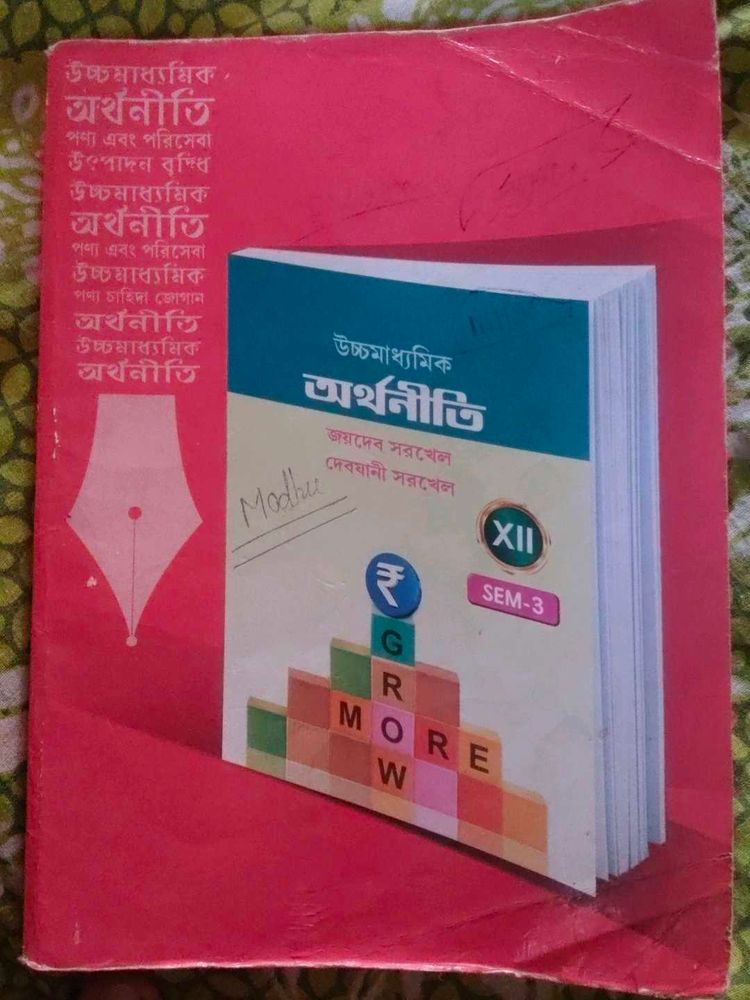 উচ্চমাধ্যমিক
অর্থনীতি
পণ্য এবং পরিসেবা
উৎপাদন বৃদ্ধি
উচ্চমাধ্যমিক
অর্থনীতি
পণ্য এবং পরিসেবা
উচ্চমাধ্যমিক
পণ্য চাহিদা জোগান
অর্থনীতি
উচ্চমাধ্যমিক
অর্থনীতি
উচ্চমাধ্যমিক
অর্থনীতি
জয়দেব সরখেল
দেবযানী সরখেল
Modhu
XII
SEM-3
₹
GROW
MORE